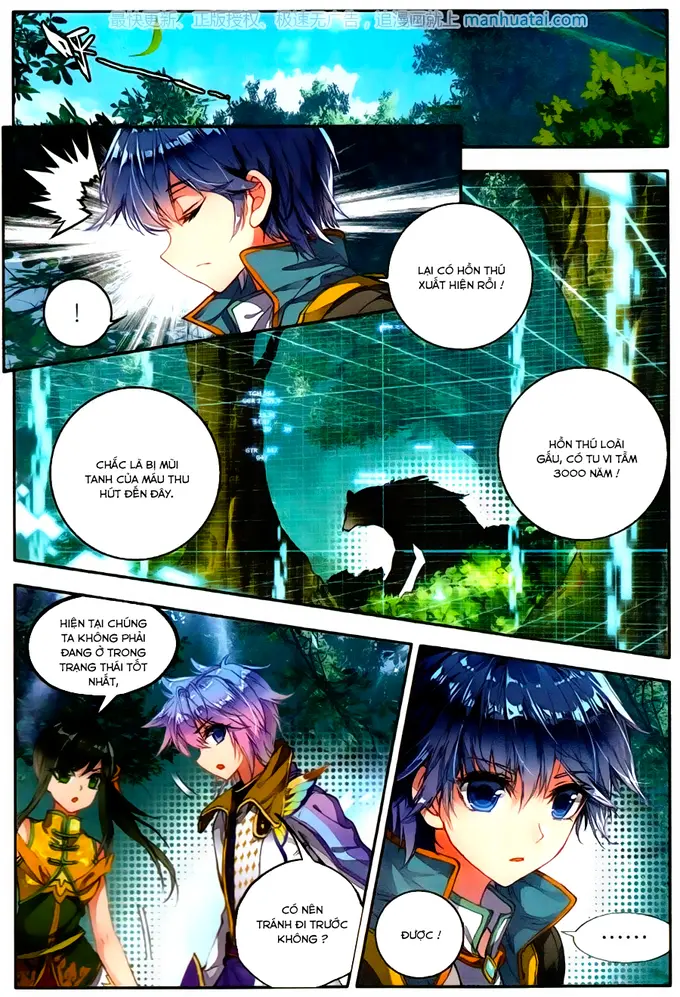 最快更新、正版授权、极速无广告，追漫画就上 manhuatai.com
呼
!
LẠI CÓ HỒN THÚ
XUẤT HIỆN RỒI !
CHẮC LÀ BỊ MÙI
TANH CỦA MÁU THU
HÚT ĐẾN ĐÂY.
HỒN THÚ LOÀI
GẤU, CÓ TU VI TẦM
3000 NĂM !
HIỆN TẠI CHÚNG
TA KHÔNG PHẢI
ĐANG Ở TRONG
TRẠNG THÁI TỐT
NHẤT,
CÓ NÊN
TRÁNH ĐI TRƯỚC
KHÔNG ?
ĐƯỢC !
......